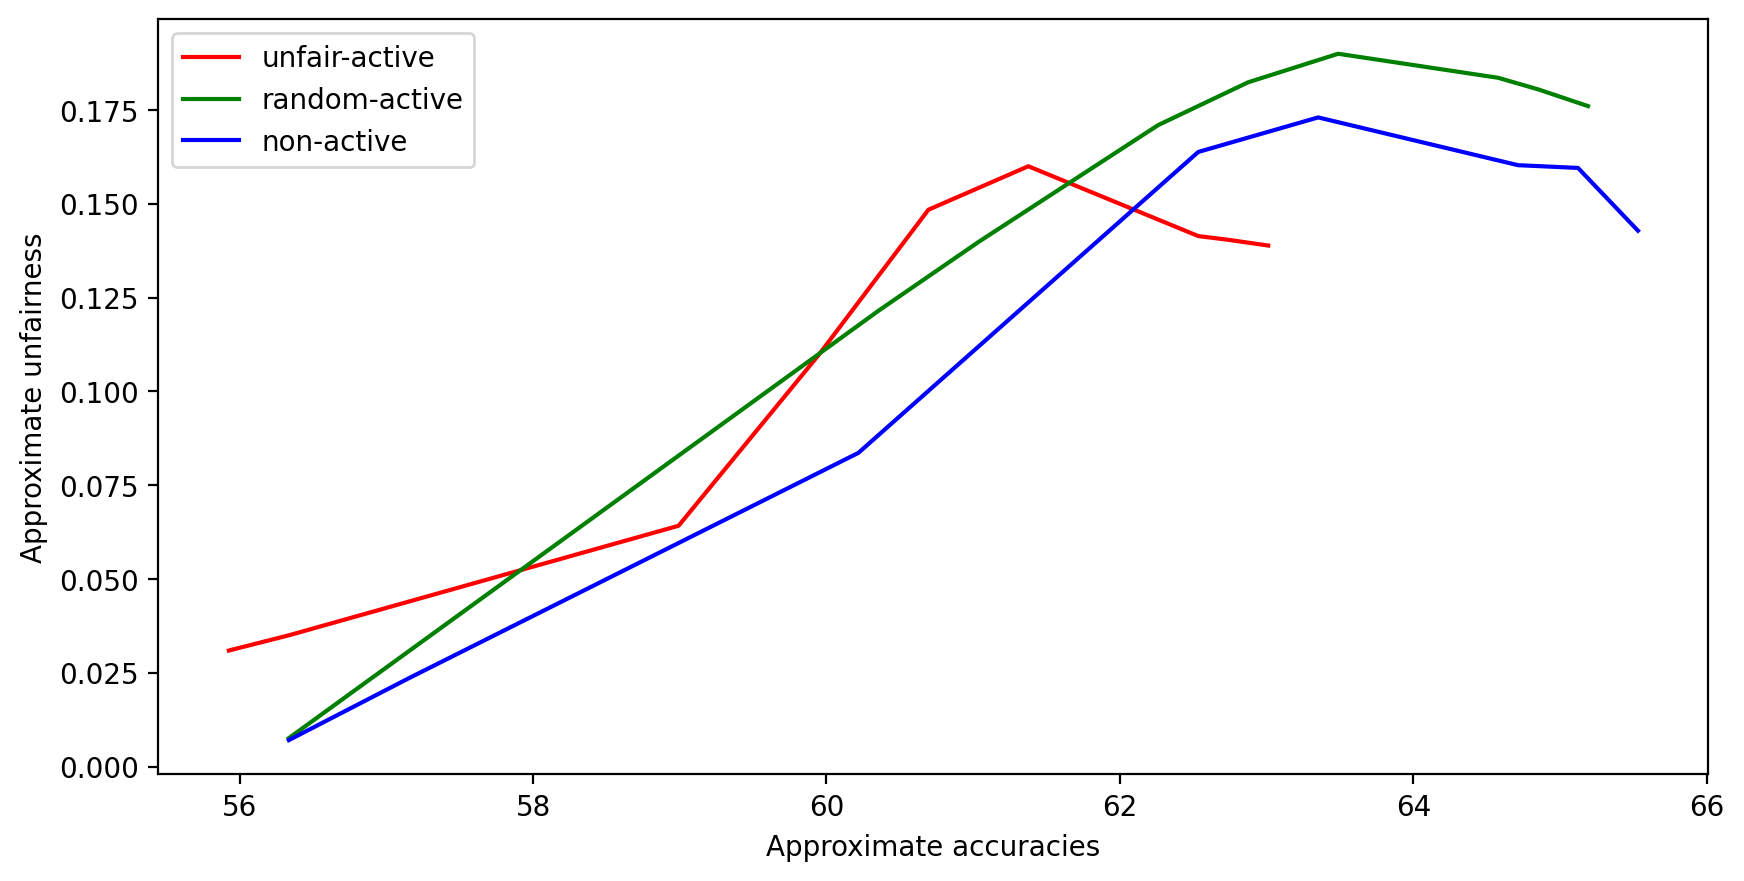 unfair-active
random-active
non-active
Approximate unfairness
0.175
0.150
0.125
0.100
0.075
0.050
0.025
0.000
56 58 60 62 64 66
Approximate accuracies